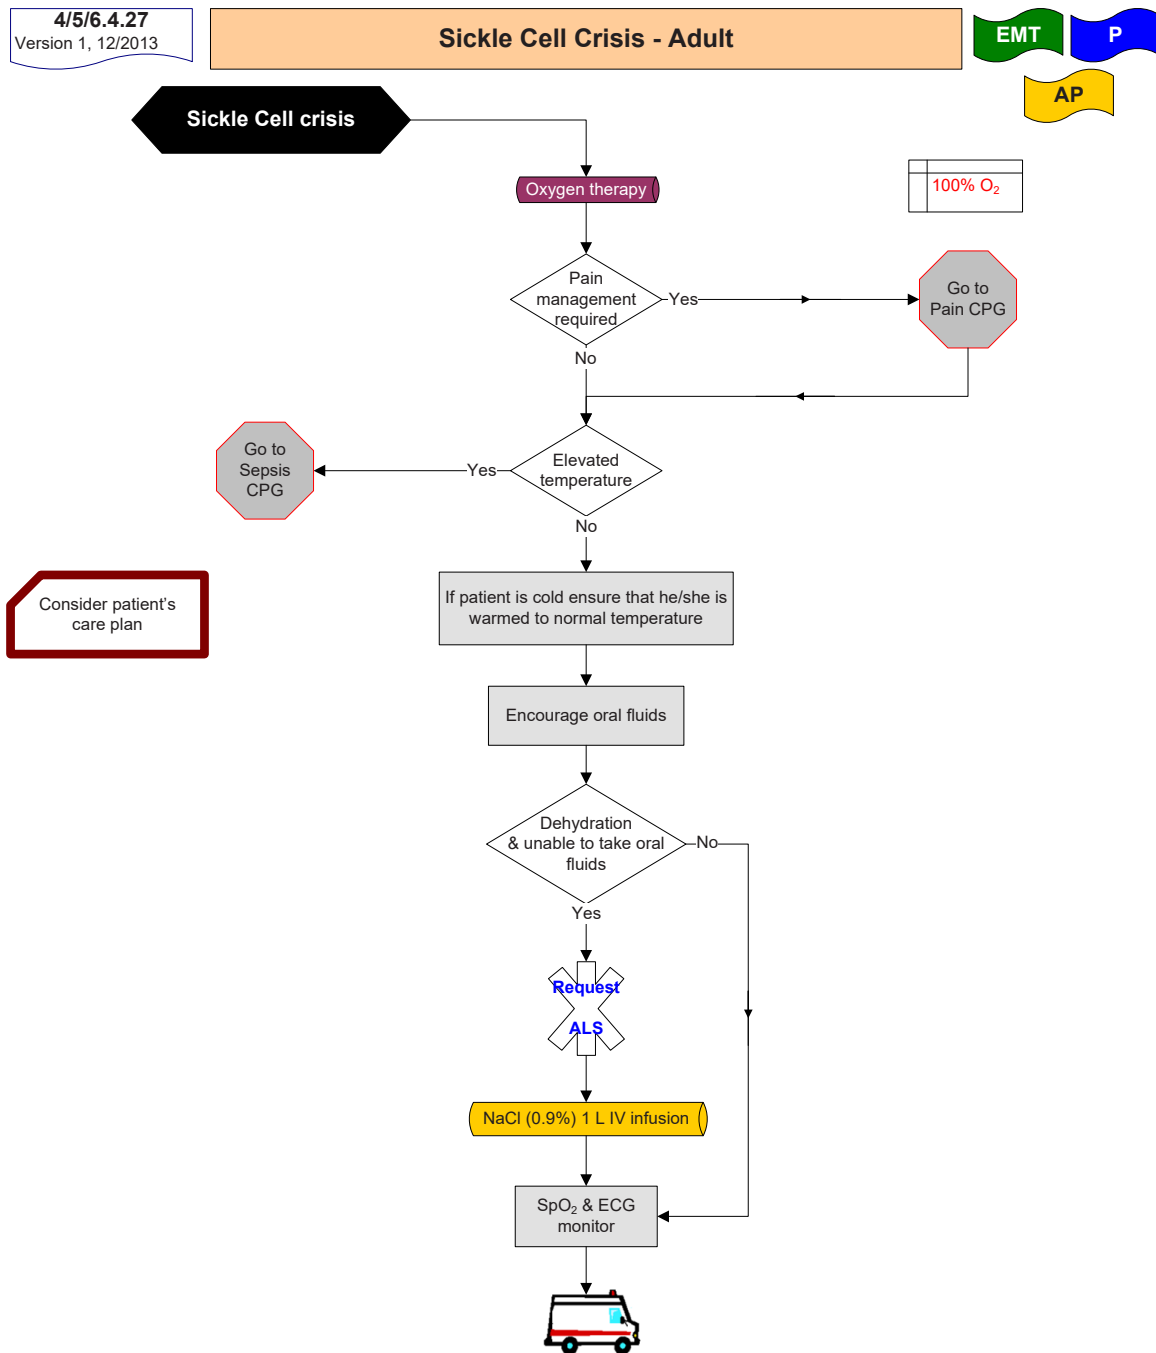 4/5/6.4.27
Version 1, 12/2013
Sickle Cell Crisis - Adult
EMT
P
AP
Sickle Cell crisis
Oxygen therapy
100% O₂
Pain
management
required
Yes
Go to
Pain CPG
No
Elevated
temperature
Yes
Go to
Sepsis
CPG
No
If patient is cold ensure that he/she is
warmed to normal temperature
Consider patient's
care plan
Encourage oral fluids
Dehydration
& unable to take oral
fluids
No
Yes
Request
ALS
NaCl (0.9%) 1 L IV infusion
SpO₂ & ECG
monitor